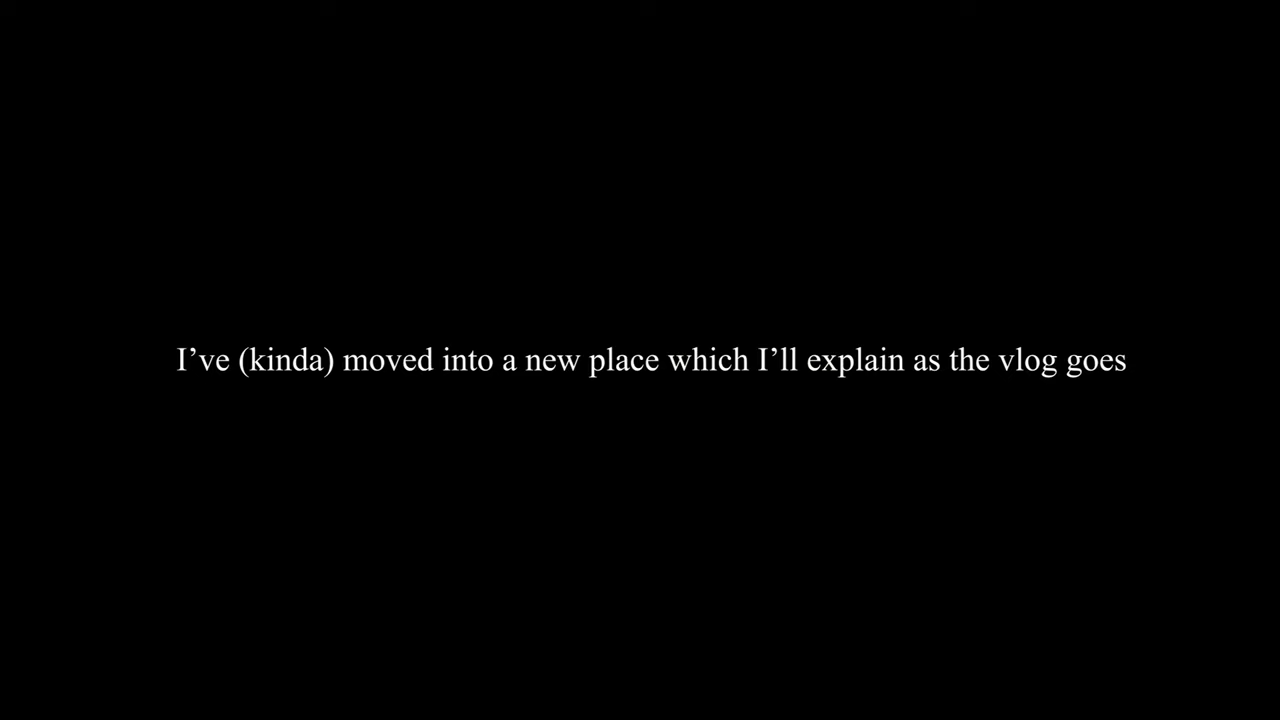 I’ve (kinda) moved into a new place which I’ll explain as the vlog goes